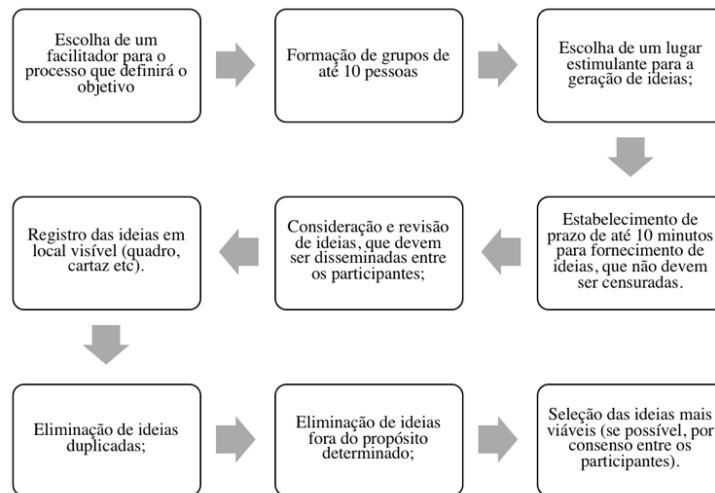 Escolha de um
facilitador para o
processo que definirá o
objetivo
Formação de grupos de
até 10 pessoas
Escolha de um lugar
estimulante para a
geração de ideias;
Estabelecimento de
prazo de até 10 minutos
para fornecimento de
ideias, que não devem
ser censuradas.
Consideração e revisão
de ideias, que devem
ser disseminadas entre
os participantes;
Registro das ideias em
local visível (quadro,
cartaz etc).
Eliminação de ideias
duplicadas;
Eliminação de ideias
fora do propósito
determinado;
Seleção das ideias mais
viáveis (se possível, por
consenso entre os
participantes).